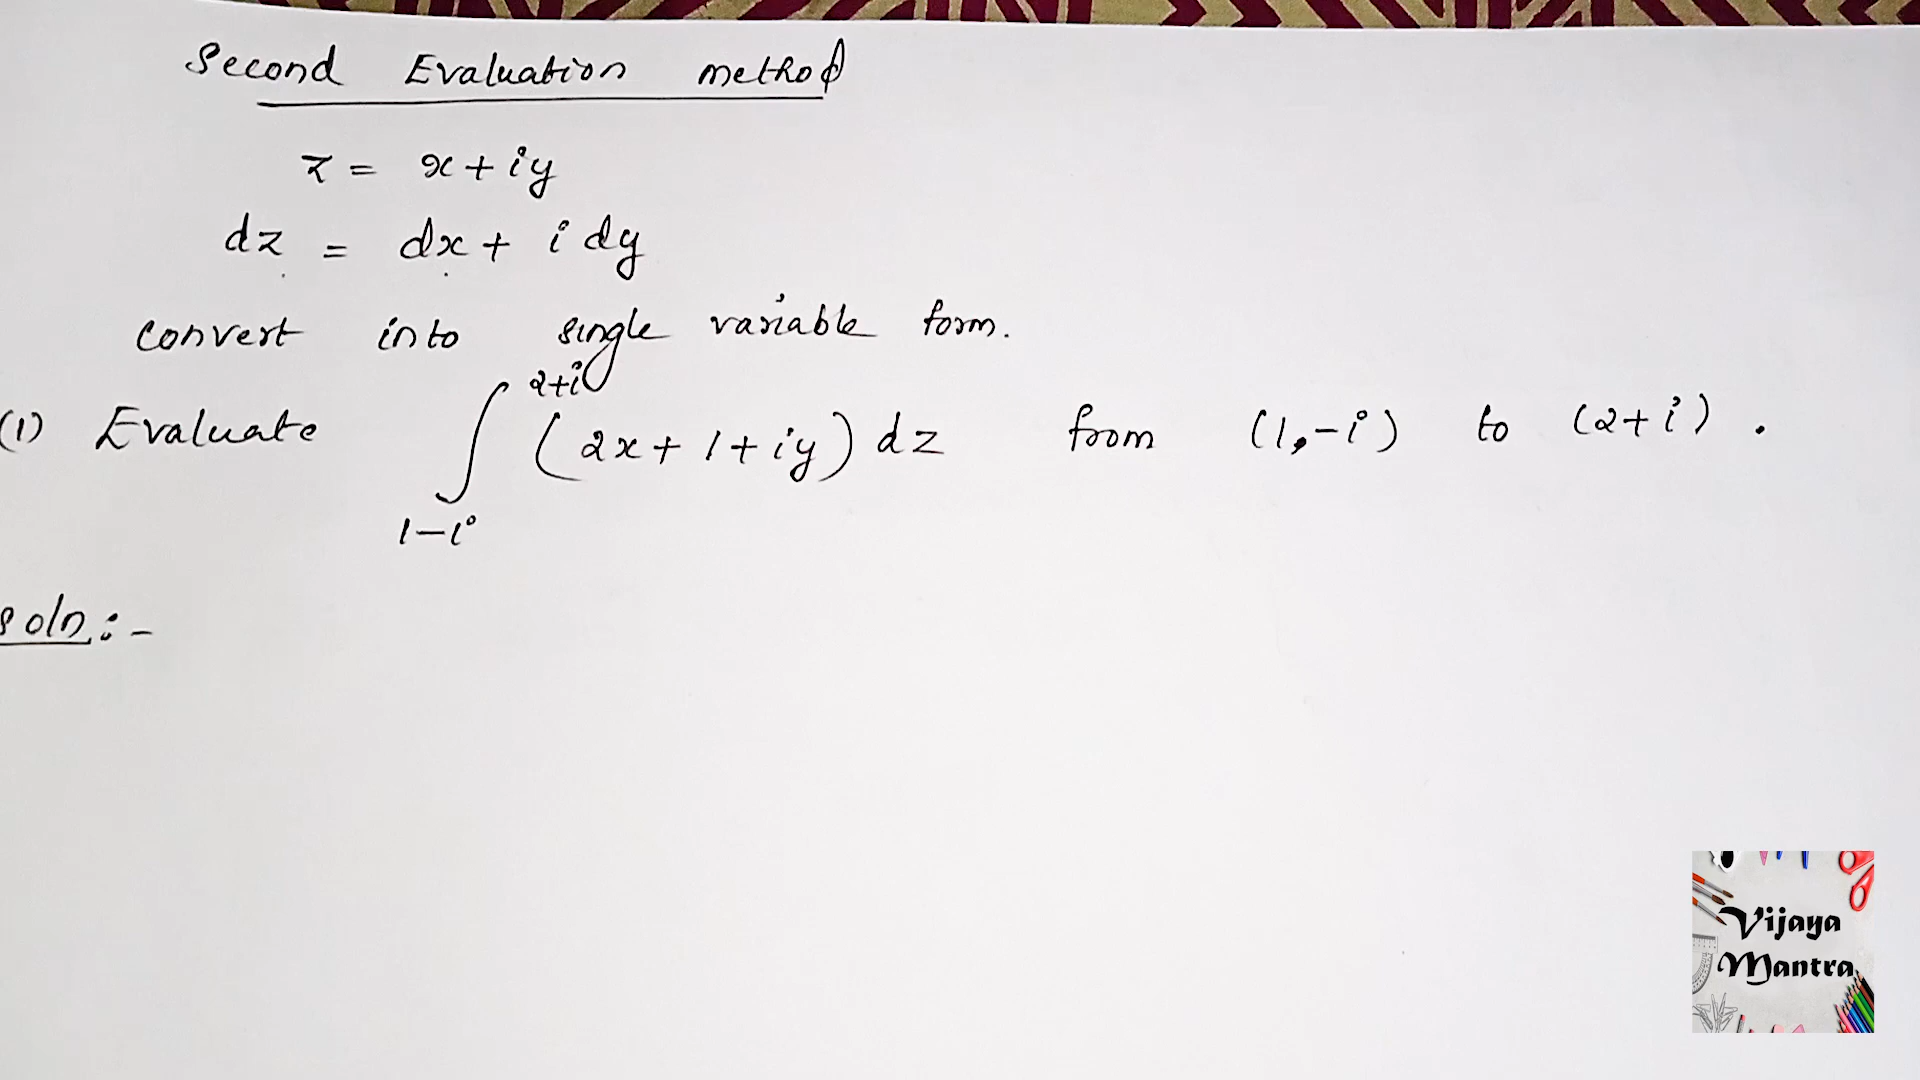 Second Evaluation method
z = x + iy
dz = dx + i dy
convert into single variable form.
(1) Evaluate ∫_{1-i}^{2+i} (2x + 1 + iy) dz from (1,-i) to (2+i).
soln:-
Vijaya
Mantra